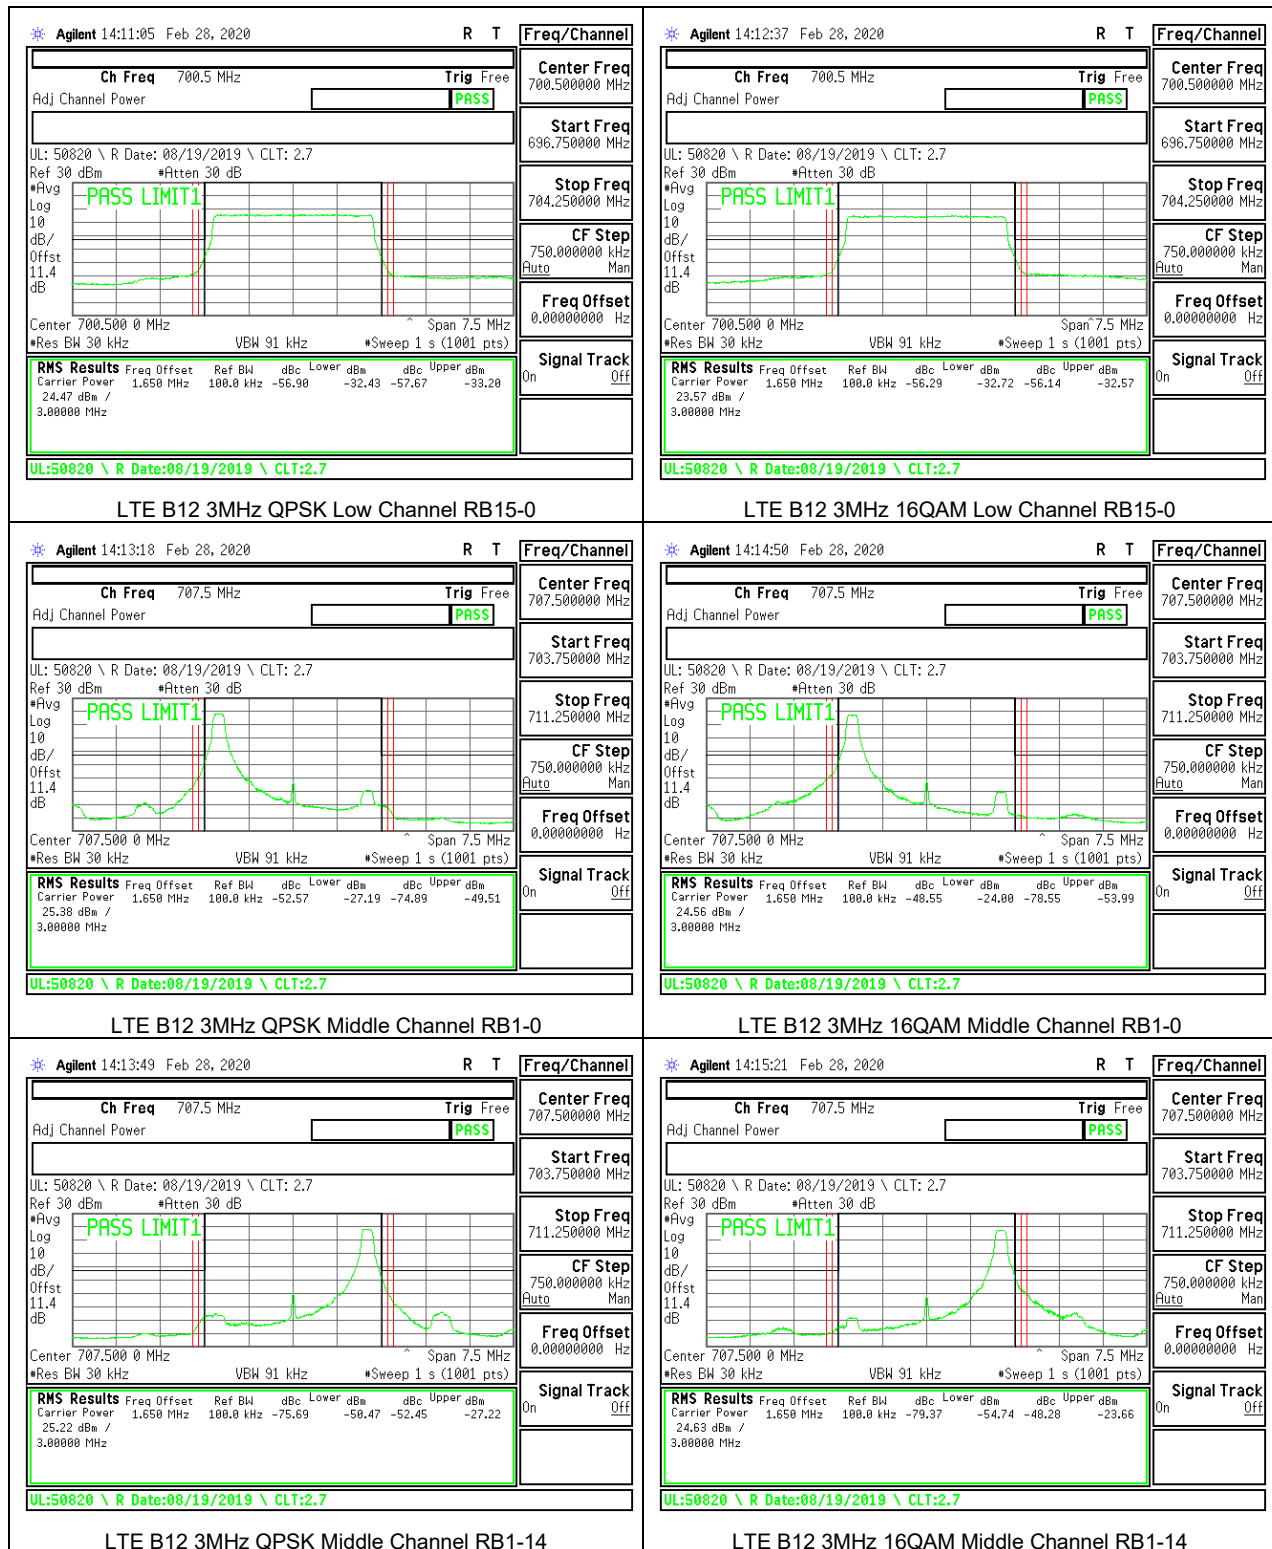 Agilent 14:11:05 Feb 28, 2020 R T Freq/Channel
Ch Freq 700.5 MHz Trig Free
Adj Channel Power PASS
Center Freq
700.500000 MHz
Start Freq
696.750000 MHz
UL: 50820 \ R Date: 08/19/2019 \ CLT: 2.7
Ref 30 dBm #Atten 30 dB
#Avg
Log
10
dB/
Offst
11.4
dB
PASS LIMIT1
Stop Freq
704.250000 MHz
CF Step
750.000000 kHz
Auto Man
Freq Offset
0.00000000 Hz
Center 700.500 0 MHz Span 7.5 MHz
#Res BW 30 kHz VBW 91 kHz #Sweep 1 s (1001 pts)
Signal Track
On Off
RMS Results Freq Offset Ref BW dBc Lower dBm dBc Upper dBm
Carrier Power 1.650 MHz 100.0 kHz -56.90 -32.43 -57.67 -33.20
24.47 dBm /
3.00000 MHz
UL:50820 \ R Date:08/19/2019 \ CLT:2.7
LTE B12 3MHz QPSK Low Channel RB15-0
Agilent 14:12:37 Feb 28, 2020 R T Freq/Channel
Ch Freq 700.5 MHz Trig Free
Adj Channel Power PASS
Center Freq
700.500000 MHz
Start Freq
696.750000 MHz
UL: 50820 \ R Date: 08/19/2019 \ CLT: 2.7
Ref 30 dBm #Atten 30 dB
#Avg
Log
10
dB/
Offst
11.4
dB
PASS LIMIT1
Stop Freq
704.250000 MHz
CF Step
750.000000 kHz
Auto Man
Freq Offset
0.00000000 Hz
Center 700.500 0 MHz Span 7.5 MHz
#Res BW 30 kHz VBW 91 kHz #Sweep 1 s (1001 pts)
Signal Track
On Off
RMS Results Freq Offset Ref BW dBc Lower dBm dBc Upper dBm
Carrier Power 1.650 MHz 100.0 kHz -56.29 -32.72 -56.14 -32.57
23.57 dBm /
3.00000 MHz
UL:50820 \ R Date:08/19/2019 \ CLT:2.7
LTE B12 3MHz 16QAM Low Channel RB15-0
Agilent 14:13:18 Feb 28, 2020 R T Freq/Channel
Ch Freq 707.5 MHz Trig Free
Adj Channel Power PASS
Center Freq
707.500000 MHz
Start Freq
703.750000 MHz
UL: 50820 \ R Date: 08/19/2019 \ CLT: 2.7
Ref 30 dBm #Atten 30 dB
#Avg
Log
10
dB/
Offst
11.4
dB
PASS LIMIT1
Stop Freq
711.250000 MHz
CF Step
750.000000 kHz
Auto Man
Freq Offset
0.00000000 Hz
Center 707.500 0 MHz Span 7.5 MHz
#Res BW 30 kHz VBW 91 kHz #Sweep 1 s (1001 pts)
Signal Track
On Off
RMS Results Freq Offset Ref BW dBc Lower dBm dBc Upper dBm
Carrier Power 1.650 MHz 100.0 kHz -52.57 -27.19 -74.89 -49.51
25.38 dBm /
3.00000 MHz
UL:50820 \ R Date:08/19/2019 \ CLT:2.7
LTE B12 3MHz QPSK Middle Channel RB1-0
Agilent 14:14:50 Feb 28, 2020 R T Freq/Channel
Ch Freq 707.5 MHz Trig Free
Adj Channel Power PASS
Center Freq
707.500000 MHz
Start Freq
703.750000 MHz
UL: 50820 \ R Date: 08/19/2019 \ CLT: 2.7
Ref 30 dBm #Atten 30 dB
#Avg
Log
10
dB/
Offst
11.4
dB
PASS LIMIT1
Stop Freq
711.250000 MHz
CF Step
750.000000 kHz
Auto Man
Freq Offset
0.00000000 Hz
Center 707.500 0 MHz Span 7.5 MHz
#Res BW 30 kHz VBW 91 kHz #Sweep 1 s (1001 pts)
Signal Track
On Off
RMS Results Freq Offset Ref BW dBc Lower dBm dBc Upper dBm
Carrier Power 1.650 MHz 100.0 kHz -48.55 -24.00 -78.55 -53.99
24.56 dBm /
3.00000 MHz
UL:50820 \ R Date:08/19/2019 \ CLT:2.7
LTE B12 3MHz 16QAM Middle Channel RB1-0
Agilent 14:13:49 Feb 28, 2020 R T Freq/Channel
Ch Freq 707.5 MHz Trig Free
Adj Channel Power PASS
Center Freq
707.500000 MHz
Start Freq
703.750000 MHz
UL: 50820 \ R Date: 08/19/2019 \ CLT: 2.7
Ref 30 dBm #Atten 30 dB
#Avg
Log
10
dB/
Offst
11.4
dB
PASS LIMIT1
Stop Freq
711.250000 MHz
CF Step
750.000000 kHz
Auto Man
Freq Offset
0.00000000 Hz
Center 707.500 0 MHz Span 7.5 MHz
#Res BW 30 kHz VBW 91 kHz #Sweep 1 s (1001 pts)
Signal Track
On Off
RMS Results Freq Offset Ref BW dBc Lower dBm dBc Upper dBm
Carrier Power 1.650 MHz 100.0 kHz -75.69 -50.47 -52.45 -27.22
25.22 dBm /
3.00000 MHz
UL:50820 \ R Date:08/19/2019 \ CLT:2.7
LTE B12 3MHz QPSK Middle Channel RB1-14
Agilent 14:15:21 Feb 28, 2020 R T Freq/Channel
Ch Freq 707.5 MHz Trig Free
Adj Channel Power PASS
Center Freq
707.500000 MHz
Start Freq
703.750000 MHz
UL: 50820 \ R Date: 08/19/2019 \ CLT: 2.7
Ref 30 dBm #Atten 30 dB
#Avg
Log
10
dB/
Offst
11.4
dB
PASS LIMIT1
Stop Freq
711.250000 MHz
CF Step
750.000000 kHz
Auto Man
Freq Offset
0.00000000 Hz
Center 707.500 0 MHz Span 7.5 MHz
#Res BW 30 kHz VBW 91 kHz #Sweep 1 s (1001 pts)
Signal Track
On Off
RMS Results Freq Offset Ref BW dBc Lower dBm dBc Upper dBm
Carrier Power 1.650 MHz 100.0 kHz -79.37 -54.74 -48.28 -23.66
24.63 dBm /
3.00000 MHz
UL:50820 \ R Date:08/19/2019 \ CLT:2.7
LTE B12 3MHz 16QAM Middle Channel RB1-14